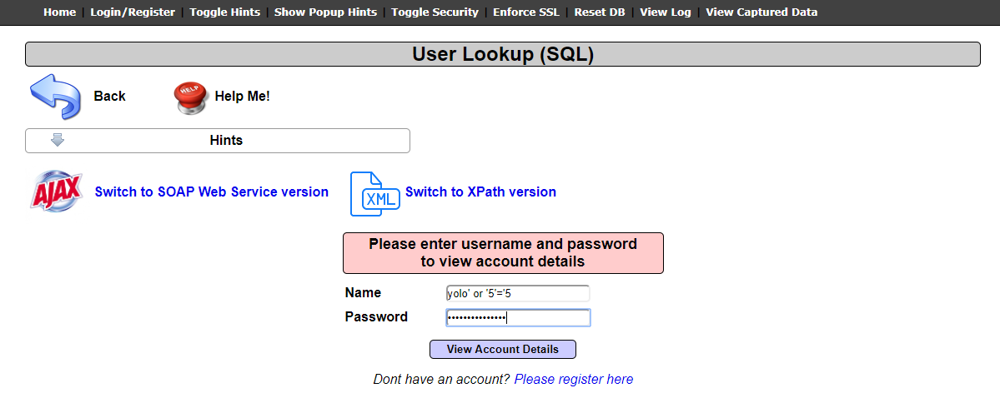 Home | Login/Register | Toggle Hints | Show Popup Hints | Toggle Security | Enforce SSL | Reset DB | View Log | View Captured Data
User Lookup (SQL)
Back
HELP
Help Me!
Hints
AJAX
Switch to SOAP Web Service version
XML
Switch to XPath version
Please enter username and password
to view account details
Name
yolo' or '5'='5
Password
•••••••••••••••
View Account Details
Dont have an account? Please register here